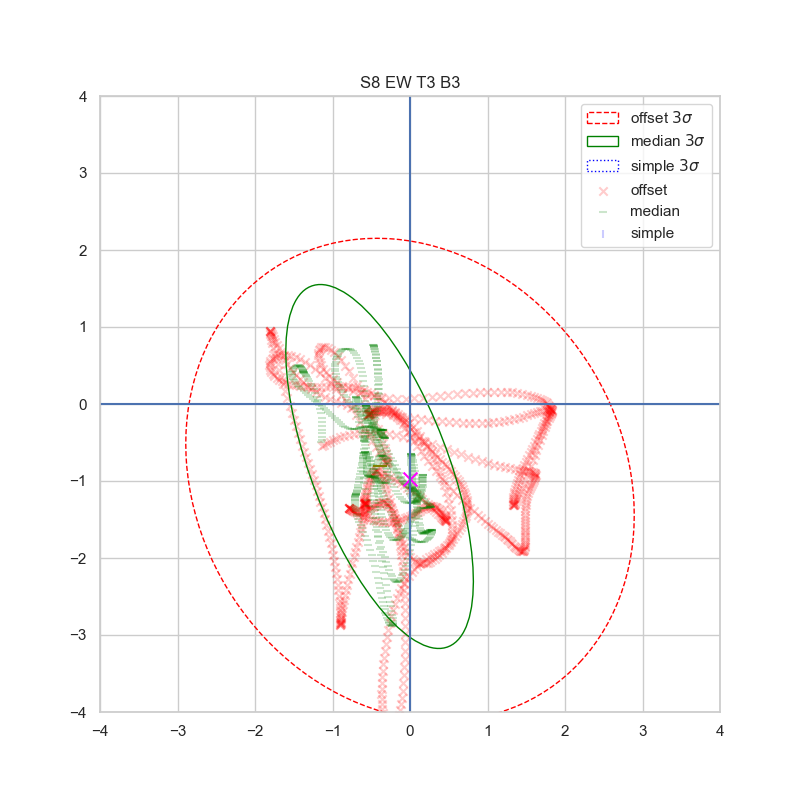 S8 EW T3 B3
4
3
2
1
0
−1
−2
−3
−4
−4
−3
−2
−1
0
1
2
3
4
offset 3σ
median 3σ
simple 3σ
offset
median
simple